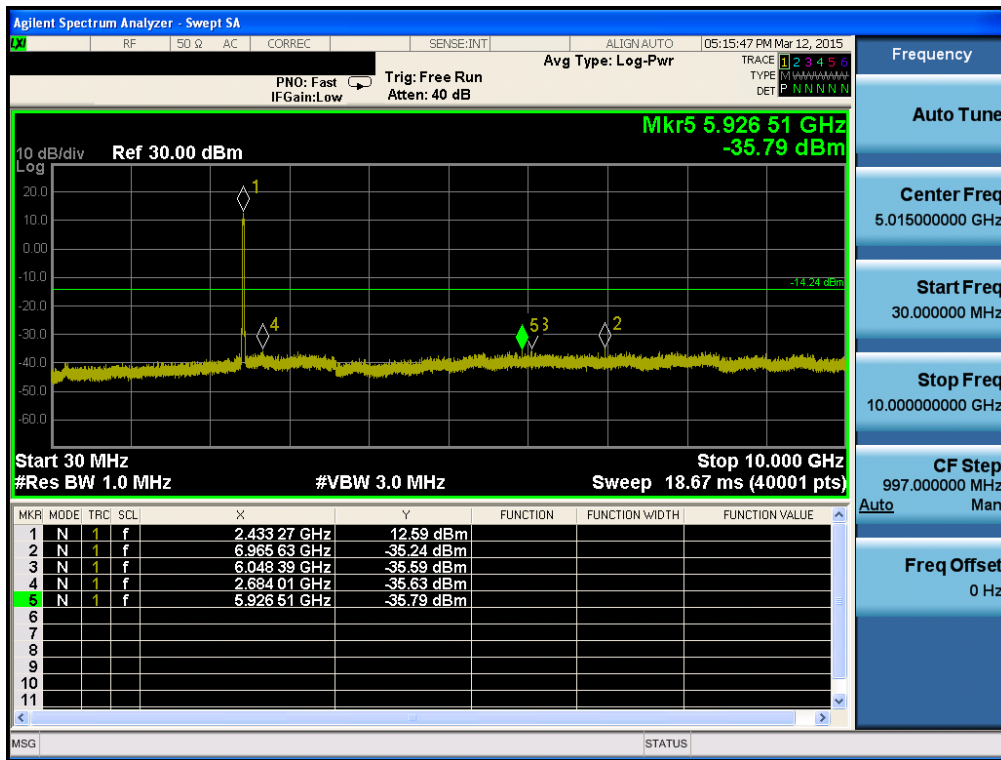 Agilent Spectrum Analyzer - Swept SA
LXI RF 50 Ω AC CORREC SENSE:INT ALIGN AUTO 05:15:47 PM Mar 12, 2015
Avg Type: Log-Pwr TRACE 1 2 3 4 5 6
PNO: Fast Trig: Free Run TYPE M
IFGain:Low Atten: 40 dB DET P N N N N N
Mkr5 5.926 51 GHz
-35.79 dBm
10 dB/div Ref 30.00 dBm
Log
20.0
10.0
0.00
-10.0
-14.24 dBm
-20.0
-30.0
-40.0
-50.0
-60.0
1
4
5 3
2
Start 30 MHz Stop 10.000 GHz
#Res BW 1.0 MHz #VBW 3.0 MHz Sweep 18.67 ms (40001 pts)
MKR MODE TRC SCL X Y FUNCTION FUNCTION WIDTH FUNCTION VALUE
1 N 1 f 2.433 27 GHz 12.59 dBm
2 N 1 f 6.965 63 GHz -35.24 dBm
3 N 1 f 6.048 39 GHz -35.59 dBm
4 N 1 f 2.684 01 GHz -35.63 dBm
5 N 1 f 5.926 51 GHz -35.79 dBm
6
7
8
9
10
11
MSG STATUS
Frequency
Auto Tune
Center Freq
5.015000000 GHz
Start Freq
30.000000 MHz
Stop Freq
10.000000000 GHz
CF Step
997.000000 MHz
Auto Man
Freq Offset
0 Hz